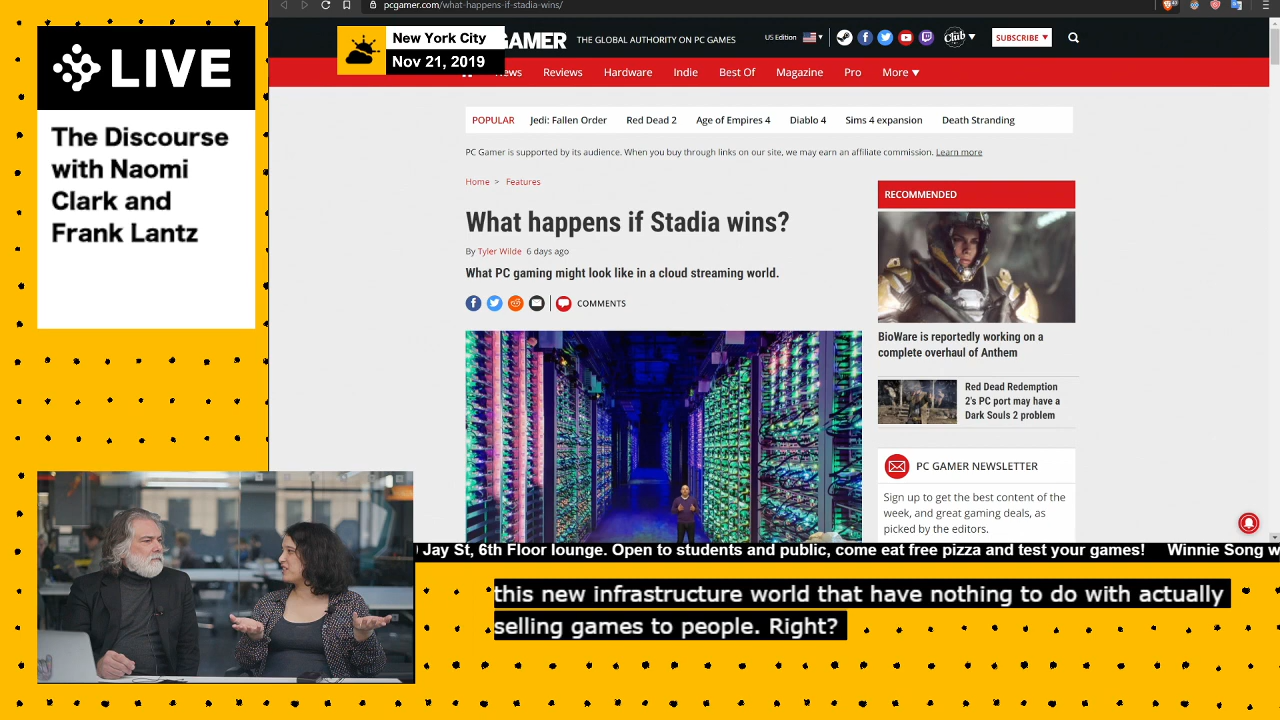 pcgamer.com/what-happens-if-stadia-wins/
LIVE
The Discourse
with Naomi
Clark and
Frank Lantz
New York City
Nov 21, 2019
GAMER
THE GLOBAL AUTHORITY ON PC GAMES
US Edition
Club
SUBSCRIBE
News Reviews Hardware Indie Best Of Magazine Pro More
POPULAR Jedi: Fallen Order Red Dead 2 Age of Empires 4 Diablo 4 Sims 4 expansion Death Stranding
PC Gamer is supported by its audience. When you buy through links on our site, we may earn an affiliate commission. Learn more
Home > Features
What happens if Stadia wins?
By Tyler Wilde 6 days ago
What PC gaming might look like in a cloud streaming world.
COMMENTS
RECOMMENDED
BioWare is reportedly working on a
complete overhaul of Anthem
Red Dead Redemption
2's PC port may have a
Dark Souls 2 problem
PC GAMER NEWSLETTER
Sign up to get the best content of the
week, and great gaming deals, as
picked by the editors.
Jay St, 6th Floor lounge. Open to students and public, come eat free pizza and test your games! Winnie Song w
this new infrastructure world that have nothing to do with actually
selling games to people. Right?